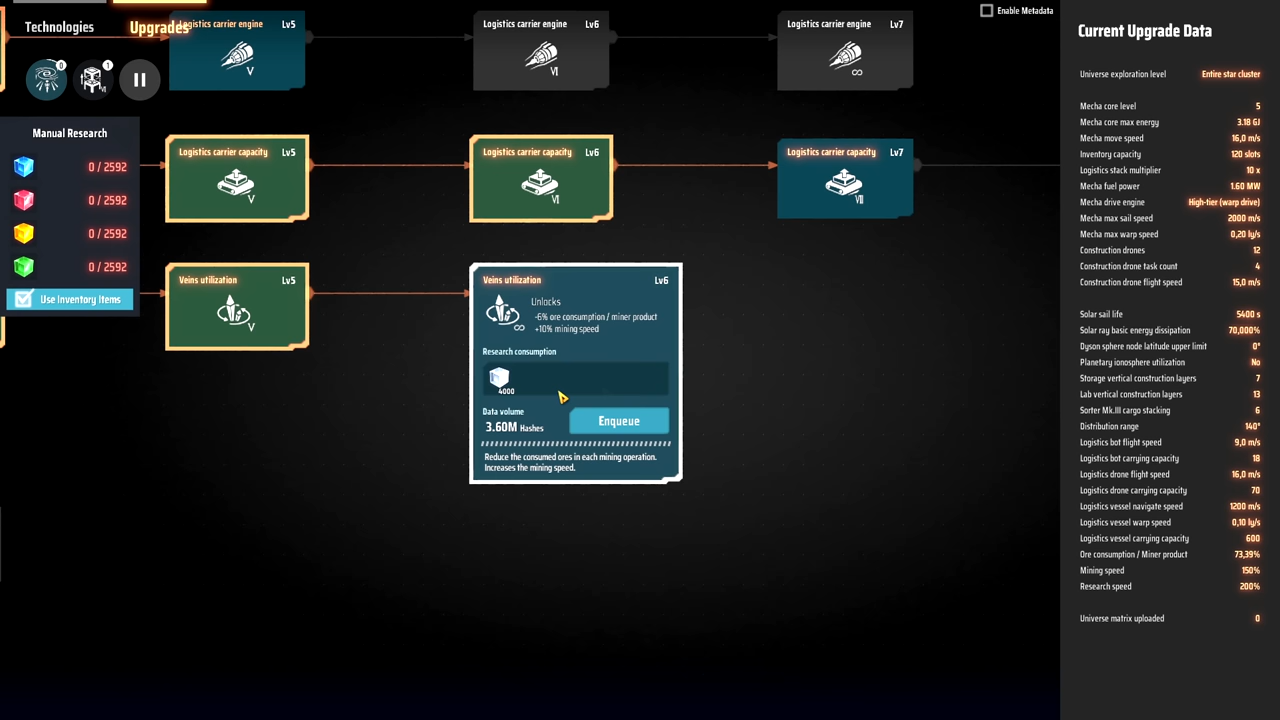 Technologies
Upgrades
Enable Metadata
Logistics carrier engine Lv5
V
Logistics carrier engine Lv6
VI
Logistics carrier engine Lv7
∞
0
1
VI
Manual Research
0 / 2592
0 / 2592
0 / 2592
0 / 2592
Use Inventory Items
Logistics carrier capacity Lv5
V
Logistics carrier capacity Lv6
VI
Logistics carrier capacity Lv7
VII
Veins utilization Lv5
V
Veins utilization Lv6
∞
Unlocks
-6% ore consumption / miner product
+10% mining speed
Research consumption
4000
Data volume
3.60M Hashes
Enqueue
Reduce the consumed ores in each mining operation.
Increases the mining speed.
Current Upgrade Data
Universe exploration level Entire star cluster
Mecha core level 5
Mecha core max energy 3.18 GJ
Mecha move speed 16,0 m/s
Inventory capacity 120 slots
Logistics stack multiplier 10 x
Mecha fuel power 1.60 MW
Mecha drive engine High-tier (warp drive)
Mecha max sail speed 2000 m/s
Mecha max warp speed 0,20 ly/s
Construction drones 12
Construction drone task count 4
Construction drone flight speed 15,0 m/s
Solar sail life 5400 s
Solar ray basic energy dissipation 70,000%
Dyson sphere node latitude upper limit 0°
Planetary ionosphere utilization No
Storage vertical construction layers 7
Lab vertical construction layers 13
Sorter Mk.III cargo stacking 6
Distribution range 140°
Logistics bot flight speed 9,0 m/s
Logistics bot carrying capacity 18
Logistics drone flight speed 16,0 m/s
Logistics drone carrying capacity 70
Logistics vessel navigate speed 1200 m/s
Logistics vessel warp speed 0,10 ly/s
Logistics vessel carrying capacity 600
Ore consumption / Miner product 73,39%
Mining speed 150%
Research speed 200%
Universe matrix uploaded 0